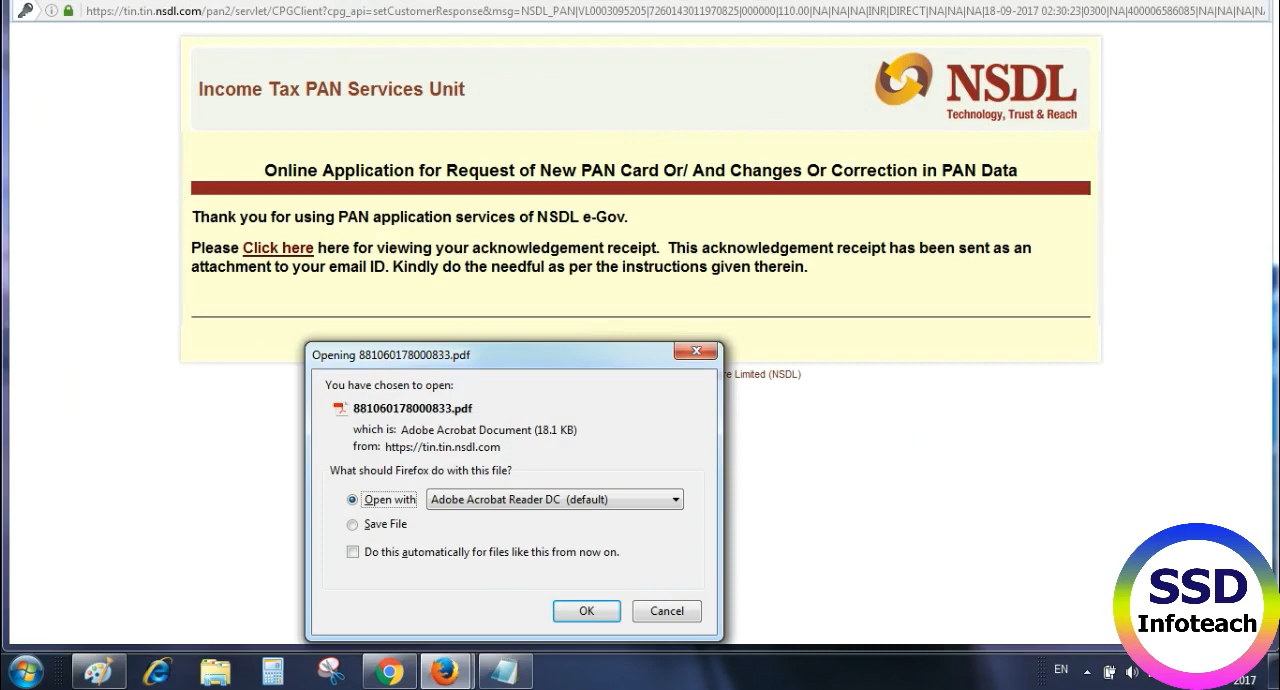 https://tin.tin.nsdl.com/pan2/servlet/CPGClient?cpg_api=setCustomerResponse&msg=NSDL_PAN|VL0003095205|7260143011970825|000000|110.00|NA|NA|NA|INR|DIRECT|NA|NA|NA|18-09-2017 02:30:23|0300|NA|400006586085|NA|NA|NA|NA
Income Tax PAN Services Unit
NSDL
Technology, Trust & Reach
Online Application for Request of New PAN Card Or/ And Changes Or Correction in PAN Data
Thank you for using PAN application services of NSDL e-Gov.
Please Click here here for viewing your acknowledgement receipt. This acknowledgement receipt has been sent as an
attachment to your email ID. Kindly do the needful as per the instructions given therein.
Opening 881060178000833.pdf
Limited (NSDL)
You have chosen to open:
881060178000833.pdf
which is: Adobe Acrobat Document (18.1 KB)
from: https://tin.tin.nsdl.com
What should Firefox do with this file?
Open with Adobe Acrobat Reader DC (default)
Save File
Do this automatically for files like this from now on.
OK Cancel
SSD
Infoteach
EN
2017